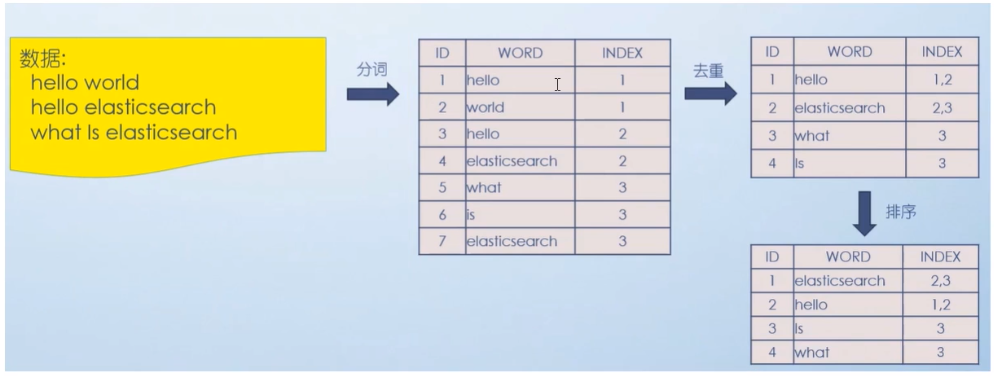 数据:
hello world
hello elasticsearch
what Is elasticsearch
分词
ID WORD INDEX
1 hello 1
2 world 1
3 hello 2
4 elasticsearch 2
5 what 3
6 is 3
7 elasticsearch 3
去重
ID WORD INDEX
1 hello 1,2
2 elasticsearch 2,3
3 what 3
4 Is 3
排序
ID WORD INDEX
1 elasticsearch 2,3
2 hello 1,2
3 Is 3
4 what 3